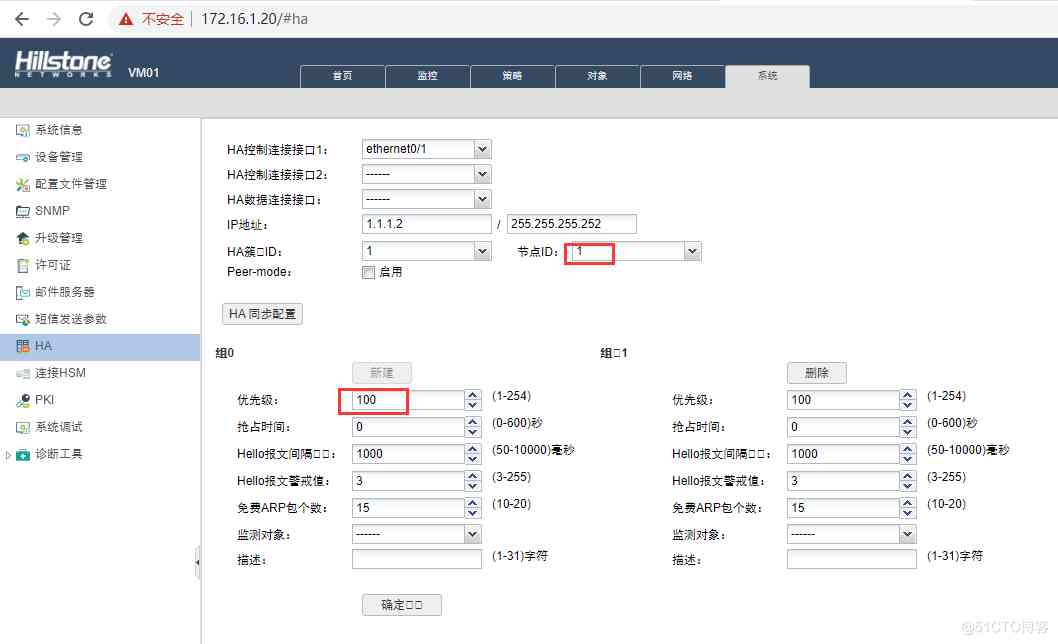 不安全 172.16.1.20/#ha
Hillstone
NETWORKS
VM01
首页 监控 策略 对象 网络 系统
系统信息
设备管理
配置文件管理
SNMP
升级管理
许可证
邮件服务器
短信发送参数
HA
连接HSM
PKI
系统调试
诊断工具
HA控制连接接口1: ethernet0/1
HA控制连接接口2: ------
HA数据连接接口: ------
IP地址: 1.1.1.2 / 255.255.255.252
HA簇□ID: 1 节点ID: 1
Peer-mode: 启用
HA 同步配置
组0
新建
优先级: 100 (1-254)
抢占时间: 0 (0-600)秒
Hello报文间隔□□: 1000 (50-10000)毫秒
Hello报文警戒值: 3 (3-255)
免费ARP包个数: 15 (10-20)
监测对象: ------
描述: (1-31)字符
组□1
删除
优先级: 100 (1-254)
抢占时间: 0 (0-600)秒
Hello报文间隔□□: 1000 (50-10000)毫秒
Hello报文警戒值: 3 (3-255)
免费ARP包个数: 15 (10-20)
监测对象: ------
描述: (1-31)字符
确定□□
@51CTO博客